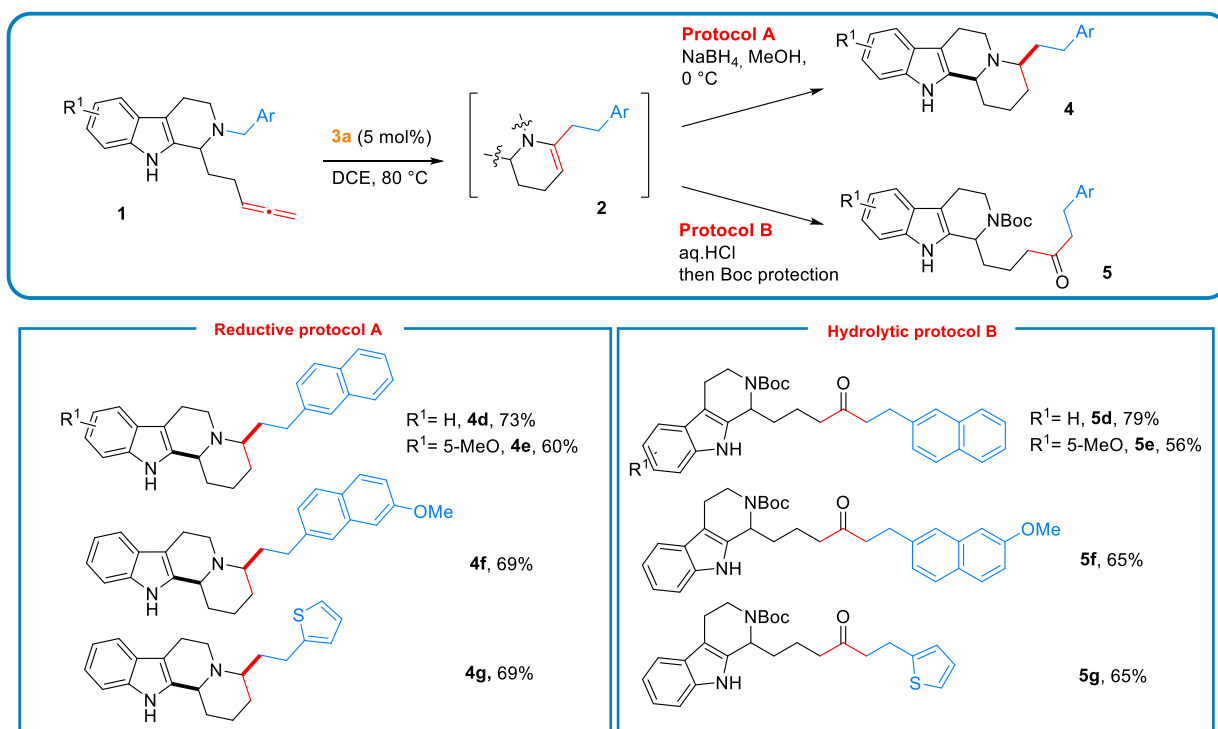 R¹
N
Ar
N
H
1
3a (5 mol%)
DCE, 80 °C
N
Ar
2
Protocol A
NaBH₄, MeOH,
0 °C
Protocol B
aq.HCl
then Boc protection
R¹
N
N
H
Ar
4
R¹
NBoc
N
H
Ar
O
5
Reductive protocol A
R¹
N
N
H
R¹= H, 4d, 73%
R¹= 5-MeO, 4e, 60%
N
N
H
OMe
4f, 69%
N
N
H
S
4g, 69%
Hydrolytic protocol B
NBoc
O
NH
R¹
R¹= H, 5d, 79%
R¹= 5-MeO, 5e, 56%
NBoc
O
NH
OMe
5f, 65%
NBoc
O
NH
S
5g, 65%